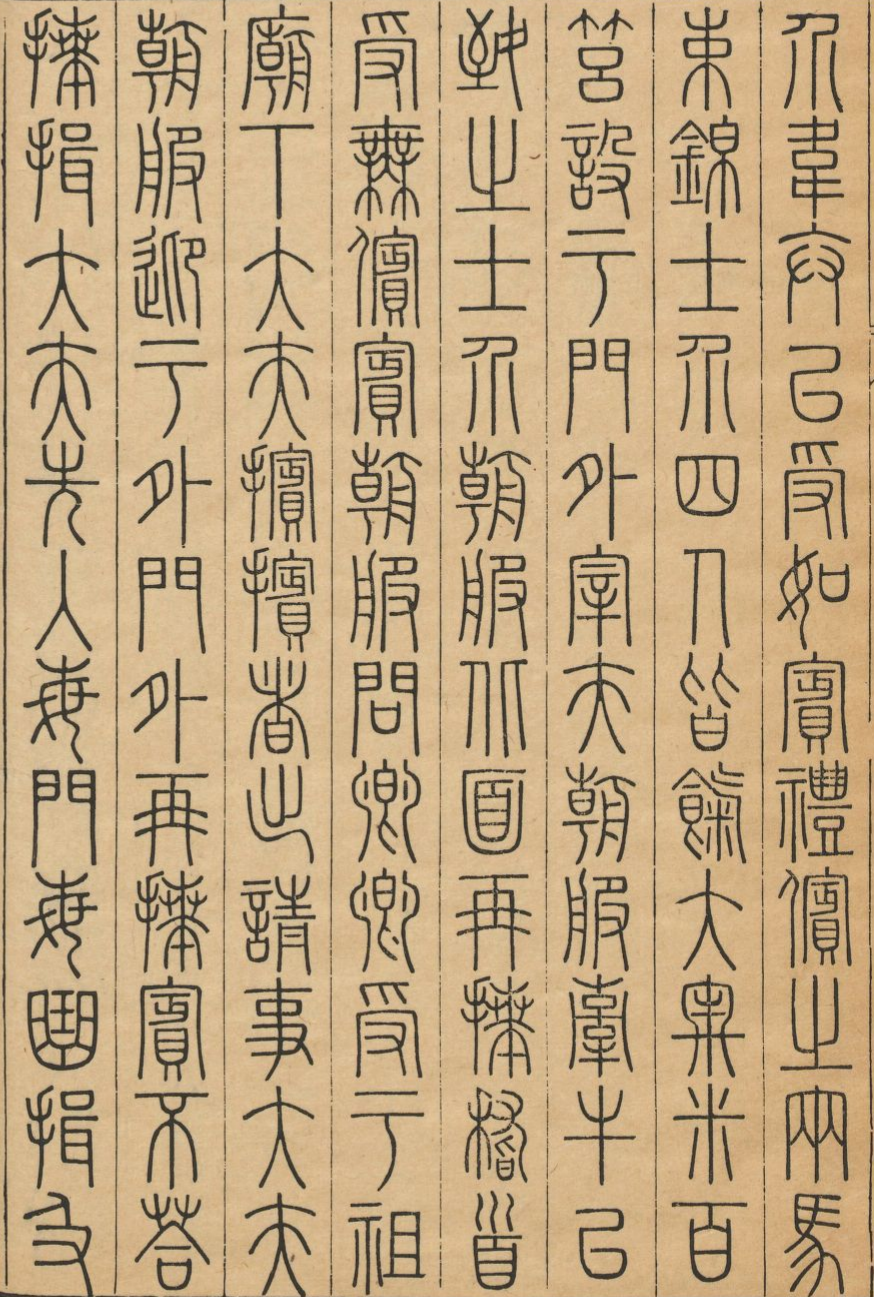 介韋弁以受如賓禮儐之兩馬
束錦士介四人皆餼大牢米百
筥設于門外宰夫朝服牽牛以
致之士介朝服北面再拜稽首
受無儐賓朝服問卿卿受于祖
廟下大夫擯擯者出請事大夫
朝服迎于外門外再拜賓不荅
拜揖大夫先入每門每曲揖及